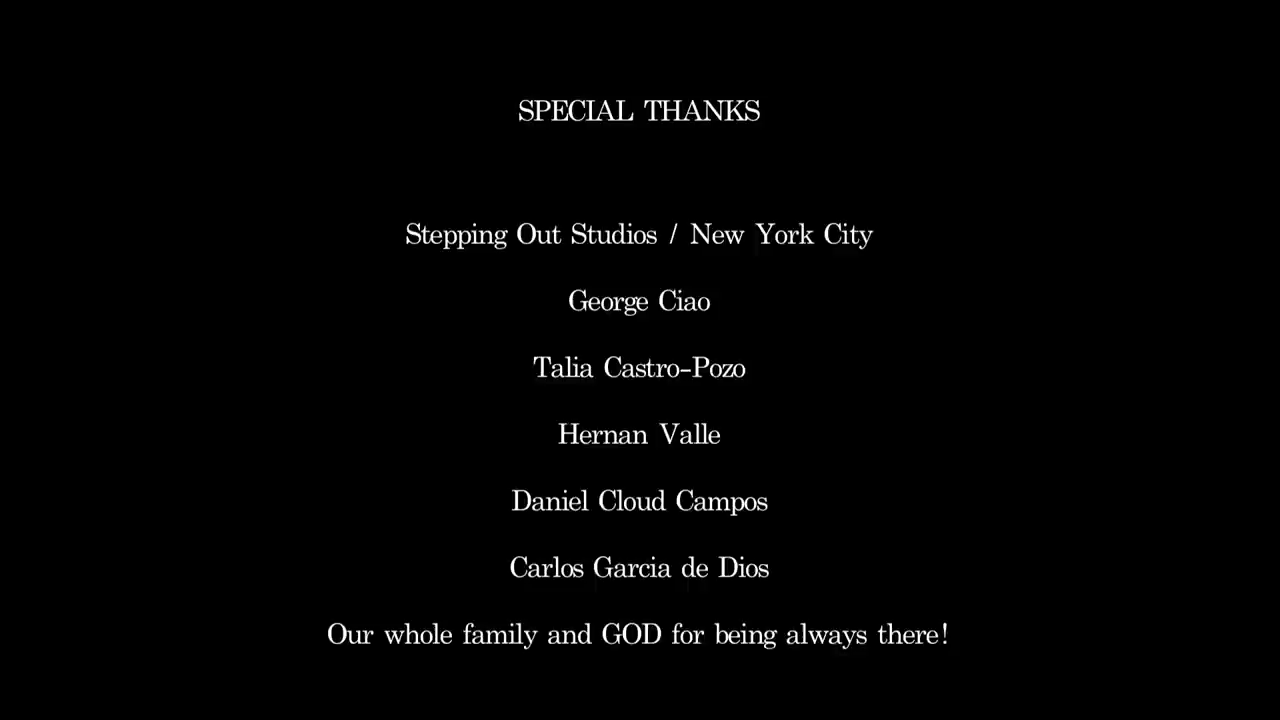 SPECIAL THANKS
Stepping Out Studios / New York City
George Ciao
Talia Castro-Pozo
Hernan Valle
Daniel Cloud Campos
Carlos Garcia de Dios
Our whole family and GOD for being always there!